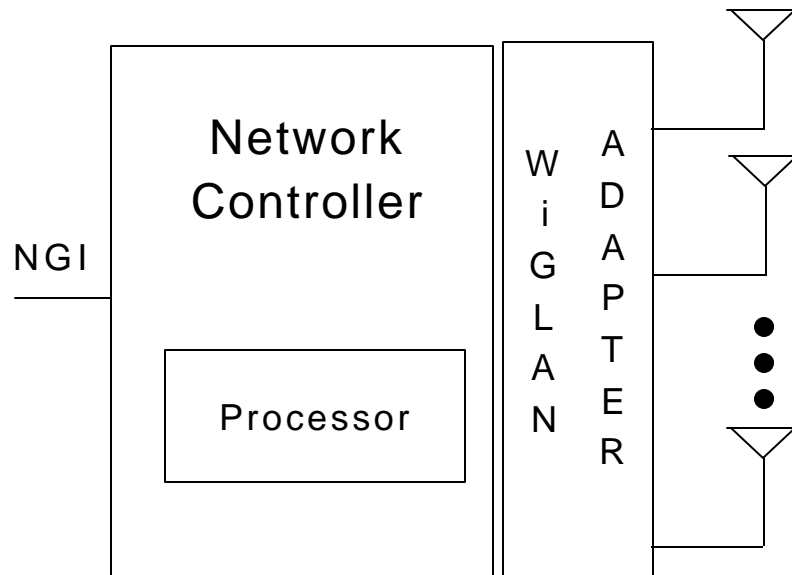 Network
Controller
NGI
Processor
WiGLAN
ADAPTER